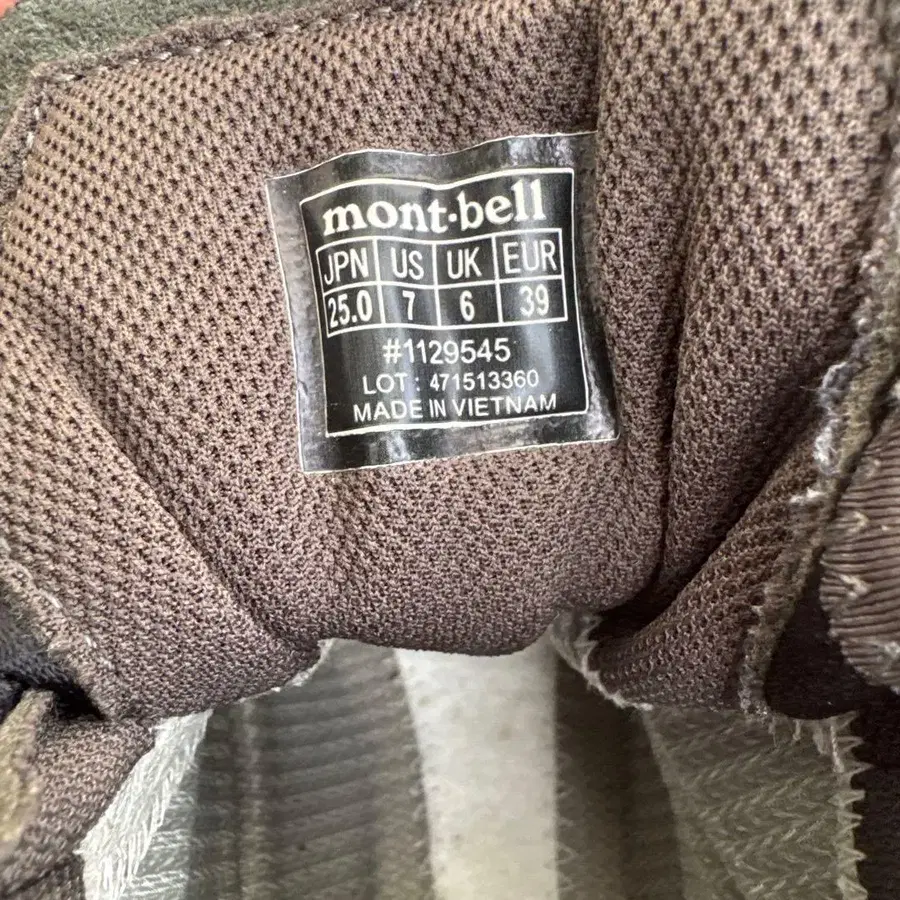 mont-bell
JPN US UK EUR
25.0 7 6 39
#1129545
LOT : 471513360
MADE IN VIETNAM